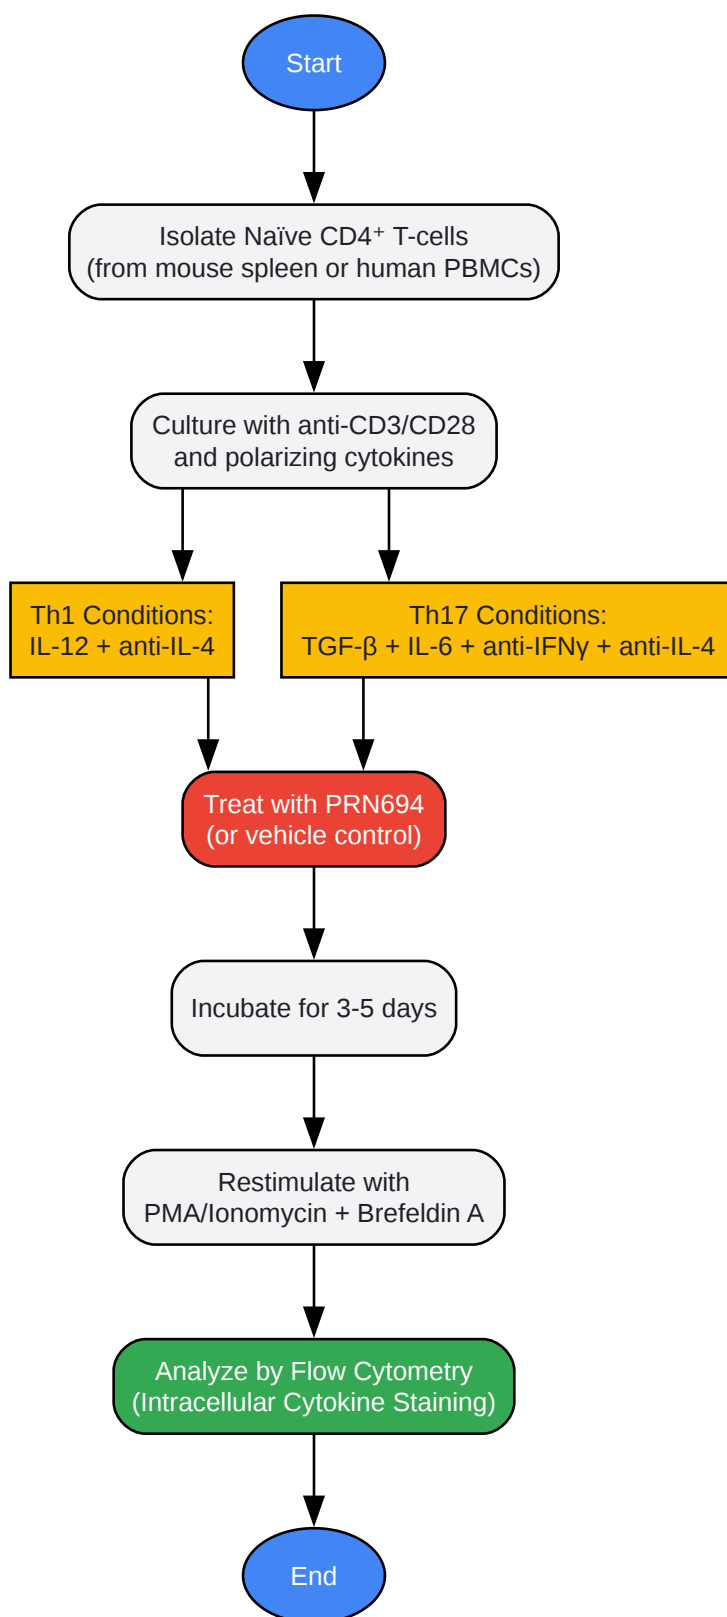 Start
Isolate Naïve CD4⁺ T-cells
(from mouse spleen or human PBMCs)
Culture with anti-CD3/CD28
and polarizing cytokines
Th1 Conditions:
IL-12 + anti-IL-4
Th17 Conditions:
TGF-β + IL-6 + anti-IFNγ + anti-IL-4
Treat with PRN694
(or vehicle control)
Incubate for 3-5 days
Restimulate with
PMA/Ionomycin + Brefeldin A
Analyze by Flow Cytometry
(Intracellular Cytokine Staining)
End